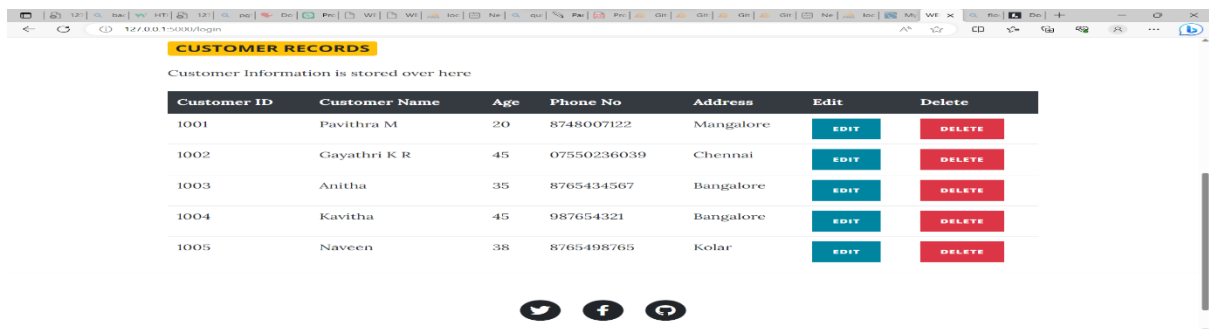 127.0.0.1:5000/login
CUSTOMER RECORDS
Customer Information is stored over here
Customer ID Customer Name Age Phone No Address Edit Delete
1001 Pavithra M 20 8748007122 Mangalore EDIT DELETE
1002 Gayathri K R 45 07550236039 Chennai EDIT DELETE
1003 Anitha 35 8765434567 Bangalore EDIT DELETE
1004 Kavitha 45 987654321 Bangalore EDIT DELETE
1005 Naveen 38 8765498765 Kolar EDIT DELETE